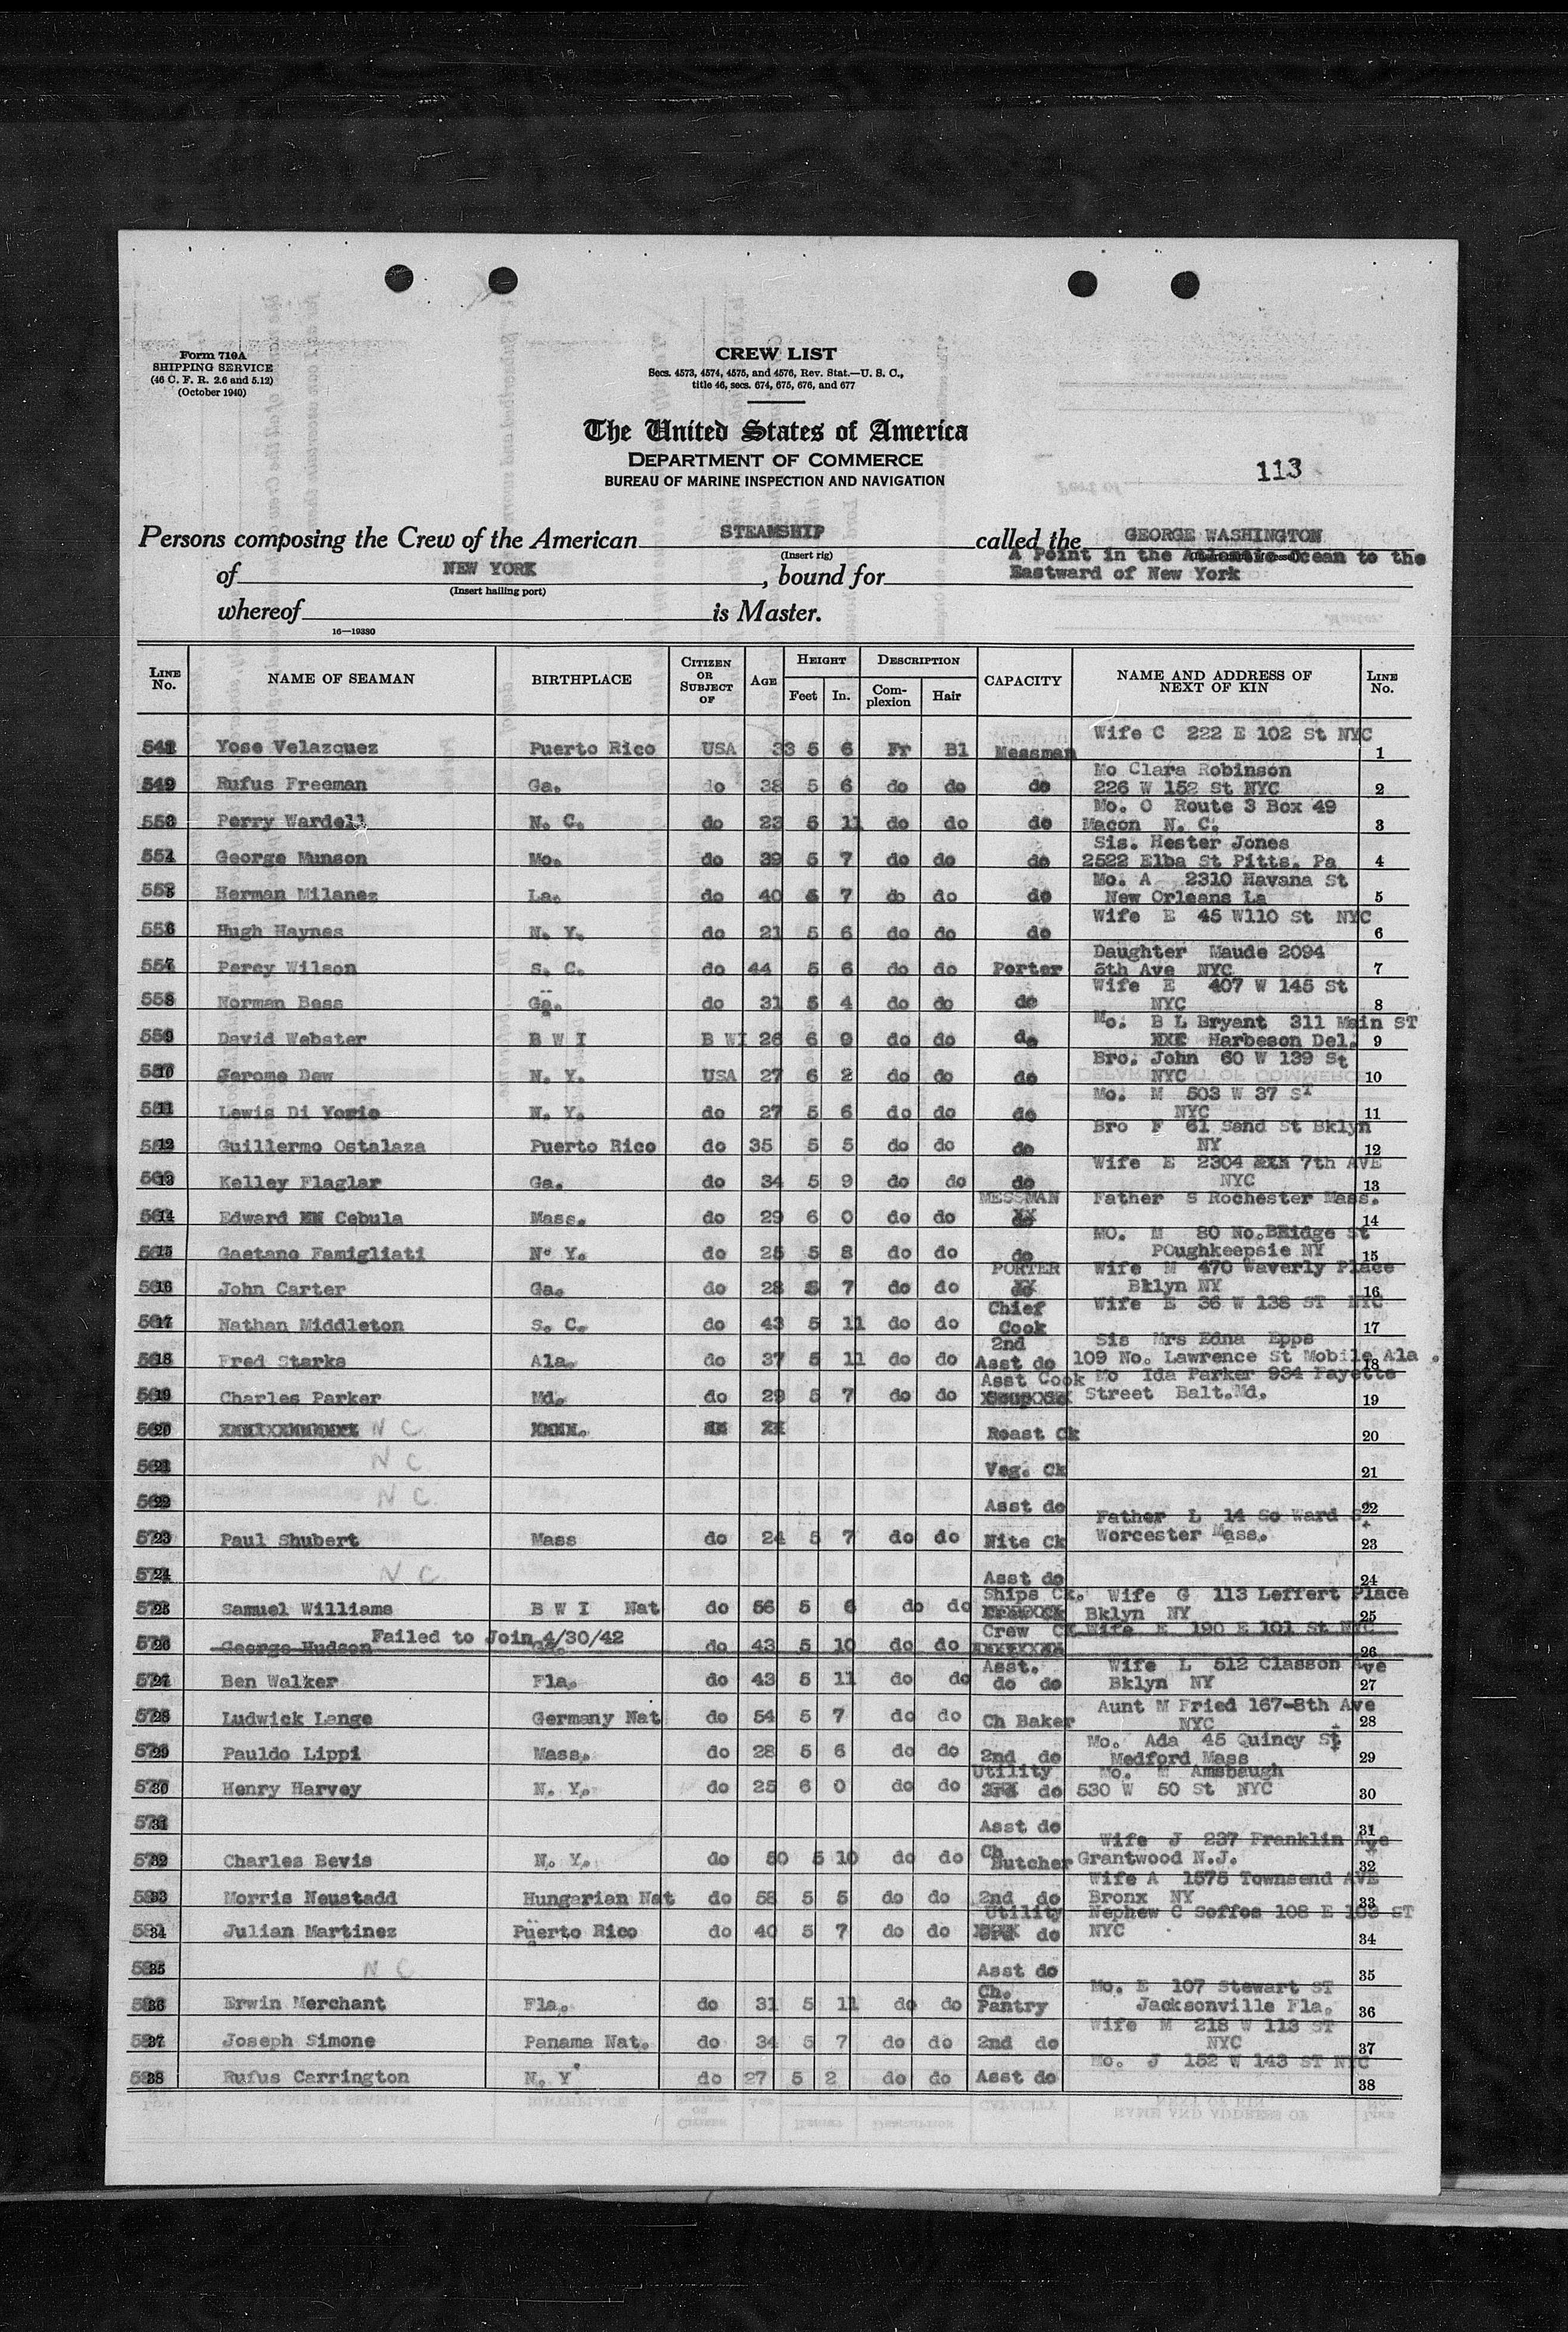 Form 710A
SHIPPING SERVICE
(46 C. F. R. 2.6 and 5.12)
(October 1940)
CREW LIST
Secs. 4573, 4574, 4575, and 4576, Rev. Stat.—U. S. C.,
title 46, secs. 674, 675, 676, and 677
The United States of America
DEPARTMENT OF COMMERCE
BUREAU OF MARINE INSPECTION AND NAVIGATION
113
Persons composing the Crew of the American STEAMSHIP called the GEORGE WASHINGTON
(Insert rig)
A Point in the Ocean to the
of NEW YORK, bound for Eastward of New York
(Insert hailing port)
whereof is Master.
16—19380
LINE No. NAME OF SEAMAN BIRTHPLACE CITIZEN OR SUBJECT OF AGE HEIGHT Feet In. DESCRIPTION Complexion Hair CAPACITY NAME AND ADDRESS OF NEXT OF KIN LINE No.
Yose Velazquez Puerto Rico USA 33 5 6 Fr Bl Messman Wife C 222 E 102 St NYC 1
549 Rufus Freeman Ga. do 38 5 6 do do do Mo Clara Robinson 226 W 152 St NYC 2
Perry Wardell N. C. do 23 5 11 do do do Mo. O Route 3 Box 49 Macon N. C. 3
George Munson Mo. do 39 5 7 do do do Sis. Hester Jones 2522 Elba St Pitts. Pa 4
Herman Milanez La. do 40 5 7 do do do Mo. A 2310 Havana St New Orleans La 5
Hugh Haynes N. Y. do 21 5 6 do do do Wife E 45 W110 St NYC 6
Percy Wilson S. C. do 44 5 6 do do Porter Daughter Maude 2094 5th Ave NYC 7
Norman Bess Ga. do 31 5 4 do do do Wife E 407 W 145 St NYC 8
David Webster B W I B WI 26 6 0 do do do Mo. B L Bryant 311 Main ST Harbeson Del. 9
Jerome Dew N. Y. USA 27 6 2 do do do Bro. John 60 W 139 St NYC 10
Lewis Di Yorio N. Y. do 27 5 6 do do do Mo. M 503 W 37 ST NYC 11
Guillermo Ostalaza Puerto Rico do 35 5 5 do do do Bro F 61 Sand St Bklyn NY 12
Kelley Flaglar Ga. do 34 5 9 do do do Wife E 2304 7th AVE NYC 13
Edward Cebula Mass. do 29 6 0 do do MESSMAN Father S Rochester Mass. 14
Gaetano Famigliati N. Y. do 25 5 8 do do do MO. M 80 No.BRidge St POughkeepsie NY 15
John Carter Ga. do 28 5 7 do do PORTER Wife M 470 Waverly Place Bklyn NY 16
Nathan Middleton S. C. do 43 5 11 do do Chief Cook Wife E 36 W 138 ST NYC 17
Fred Starks Ala. do 37 5 11 do do 2nd Asst do Sis Mrs Edna Epps 109 No. Lawrence St Mobile Ala . 18
Charles Parker Md. do 29 5 7 do do Asst Cook Mo Ida Parker 934 Fayette Street Balt.Md. 19
N C Roast Ck 20
N C Veg. Ck 21
N C Asst do 22
Paul Shubert Mass do 24 5 7 do do Nite Ck Father L 14 So Ward St Worcester Mass. 23
N C Asst do 24
Samuel Williams B W I Nat do 56 5 6 do do Ships Ck. Wife G 113 Leffert Place Bklyn NY 25
George Hudson Failed to Join 4/30/42 Ga. do 43 5 10 do do Crew CK Wife E 190 E 101 St NYC 26
Ben Walker Fla. do 43 5 11 do do Asst. do do Wife L 512 Classon Ave Bklyn NY 27
Ludwick Lange Germany Nat do 54 5 7 do do Ch Baker Aunt M Fried 167-8th Ave NYC 28
Pauldo Lippi Mass. do 28 5 6 do do 2nd do Mo. Ada 45 Quincy St Medford Mass 29
Henry Harvey N. Y. do 25 6 0 do do Utility do Mo. M Amsbaugh 530 W 50 St NYC 30
Asst do 31
Charles Bevis N. Y. do 50 5 10 do do Ch Butcher Wife J 237 Franklin Ave Grantwood N.J. 32
Morris Neustadd Hungarian Nat do 58 5 5 do do 2nd do Wife A 1575 Townsend AVE Bronx NY 33
Julian Martinez Puerto Rico do 40 5 7 do do Utility do Nephew C Soffos 108 E 103 ST NYC 34
N C Asst do 35
Erwin Merchant Fla. do 31 5 11 do do Ch. Pantry Mo. E 107 Stewart ST Jacksonville Fla. 36
Joseph Simone Panama Nat. do 34 5 7 do do 2nd do Wife M 218 W 113 ST NYC 37
Rufus Carrington N. Y do 27 5 2 do do Asst do Mo. J 152 W 143 ST NYC 38